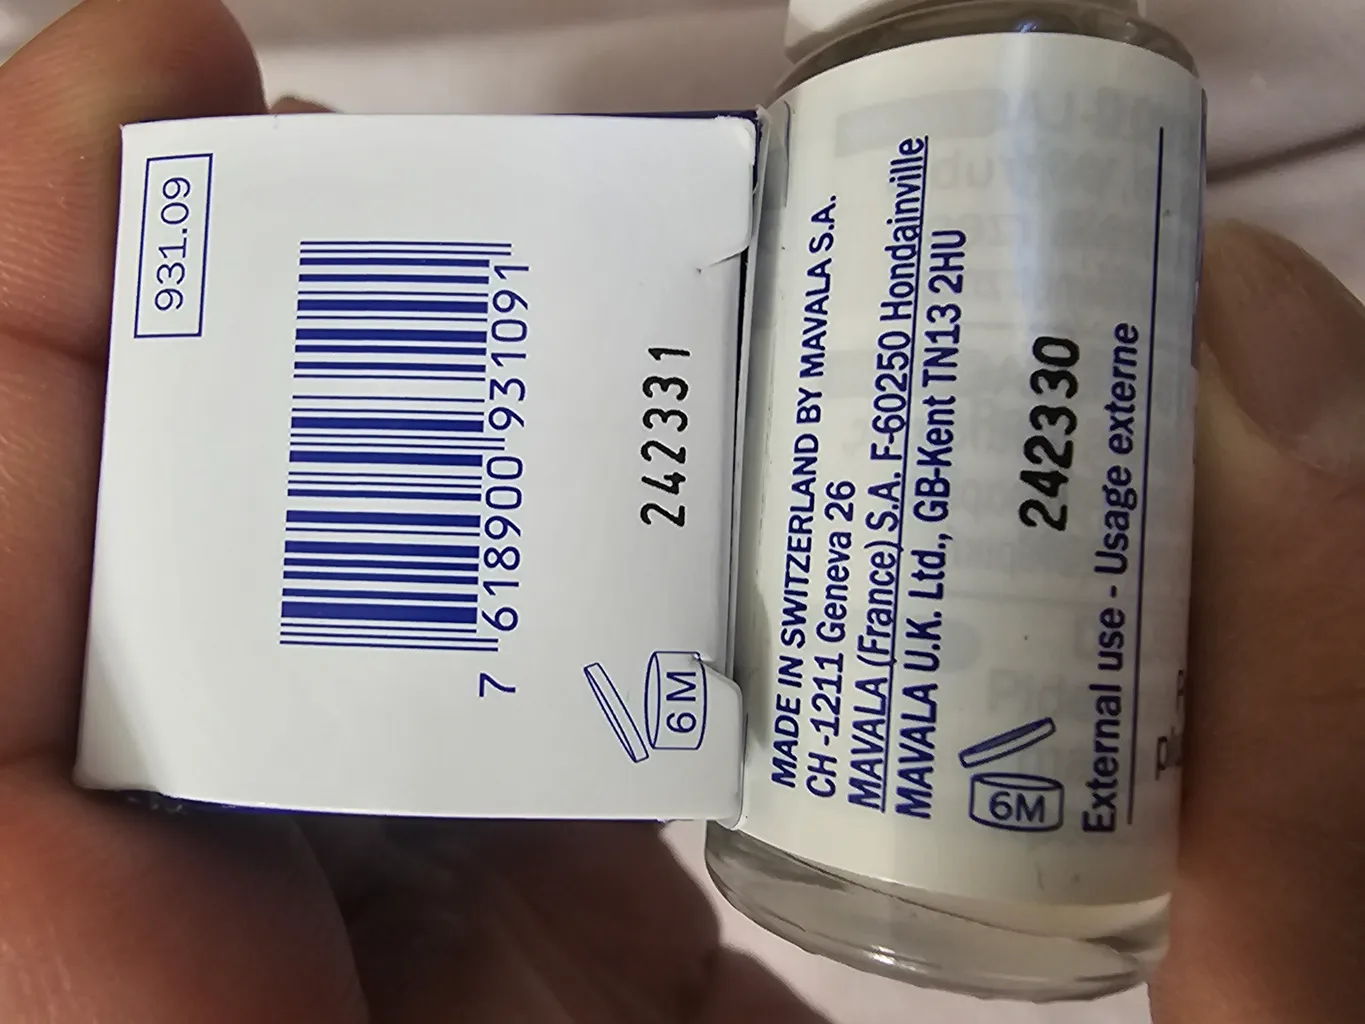 931.09
7 618900 931091
242331
6 M
MADE IN SWITZERLAND BY MAVALA S.A.
CH -1211 Geneva 26
MAVALA (France) S.A. F-60250 Hondainville
MAVALA U.K. Ltd., GB-Kent TN13 2HU
242330
6M
External use - Usage externe